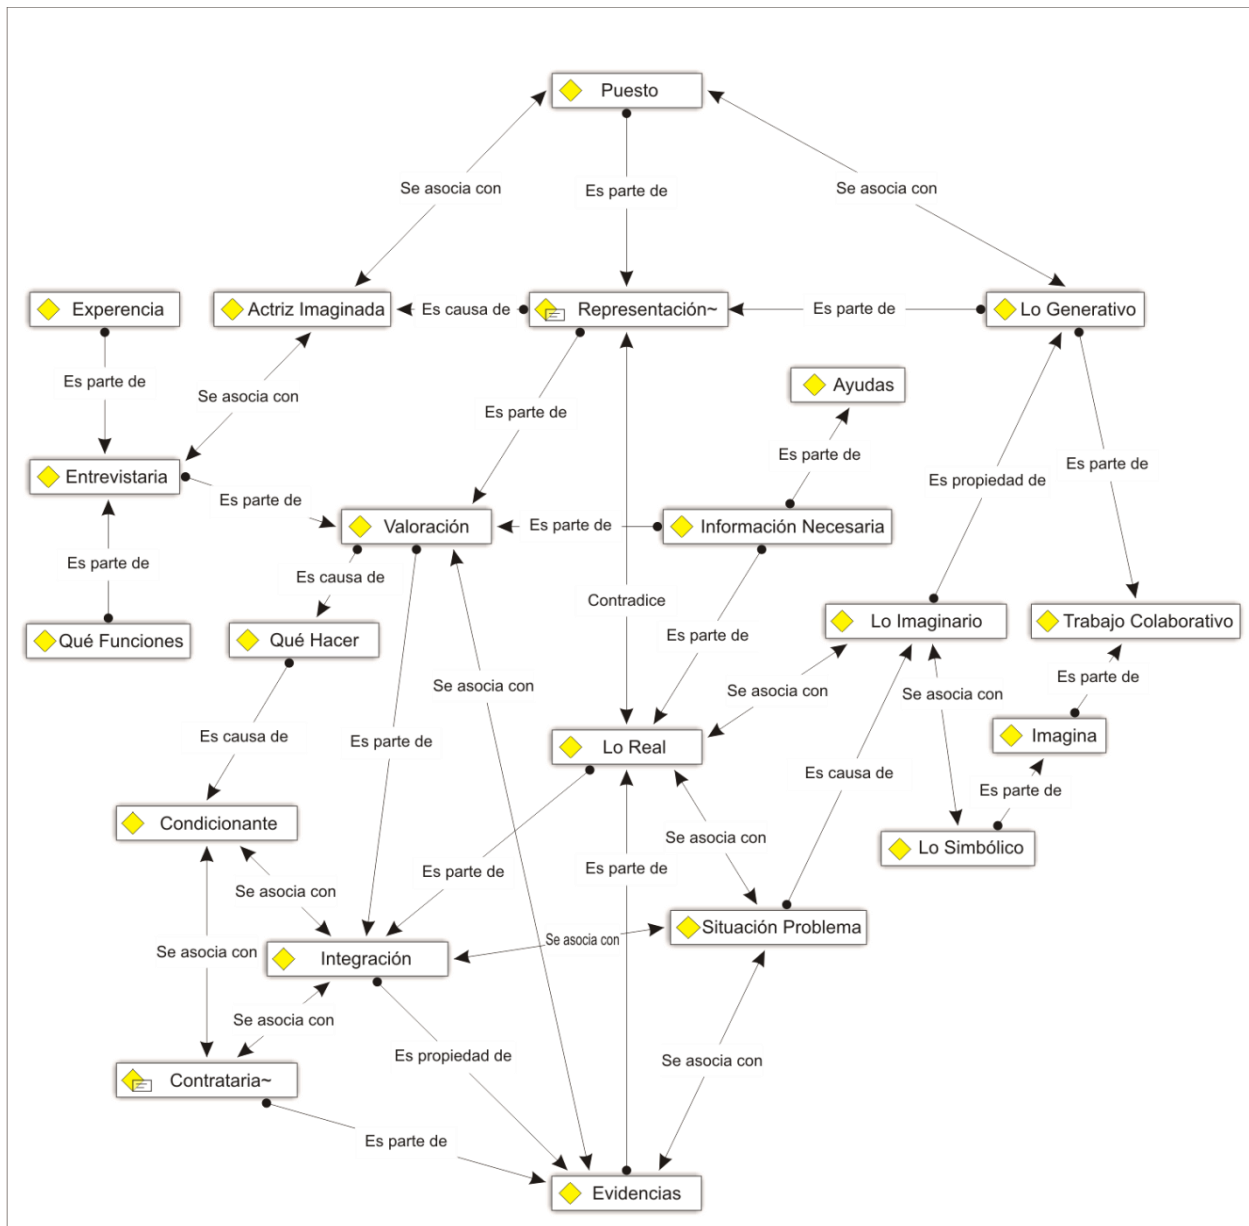 Puesto
Se asocia con
Es parte de
Se asocia con
Experencia
Actriz Imaginada
Es causa de
Representación~
Es parte de
Lo Generativo
Es parte de
Se asocia con
Ayudas
Es parte de
Es parte de
Es parte de
Entrevistaria
Es propiedad de
Es parte de
Es parte de
Valoración
Es parte de
Información Necesaria
Es parte de
Es causa de
Contradice
Qué Funciones
Qué Hacer
Es parte de
Lo Imaginario
Trabajo Colaborativo
Se asocia con
Se asocia con
Se asocia con
Es parte de
Es causa de
Es parte de
Lo Real
Imagina
Es causa de
Es parte de
Condicionante
Se asocia con
Lo Simbólico
Es parte de
Es parte de
Se asocia con
Situación Problema
Se asocia con
Se asocia con
Integración
Se asocia con
Es propiedad de
Se asocia con
Contrataria~
Es parte de
Evidencias